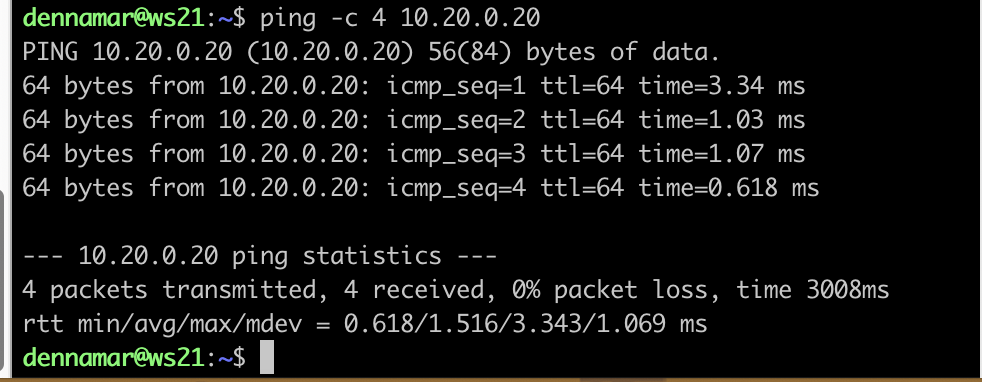 dennamar@ws21:~$ ping -c 4 10.20.0.20
PING 10.20.0.20 (10.20.0.20) 56(84) bytes of data.
64 bytes from 10.20.0.20: icmp_seq=1 ttl=64 time=3.34 ms
64 bytes from 10.20.0.20: icmp_seq=2 ttl=64 time=1.03 ms
64 bytes from 10.20.0.20: icmp_seq=3 ttl=64 time=1.07 ms
64 bytes from 10.20.0.20: icmp_seq=4 ttl=64 time=0.618 ms

--- 10.20.0.20 ping statistics ---
4 packets transmitted, 4 received, 0% packet loss, time 3008ms
rtt min/avg/max/mdev = 0.618/1.516/3.343/1.069 ms
dennamar@ws21:~$